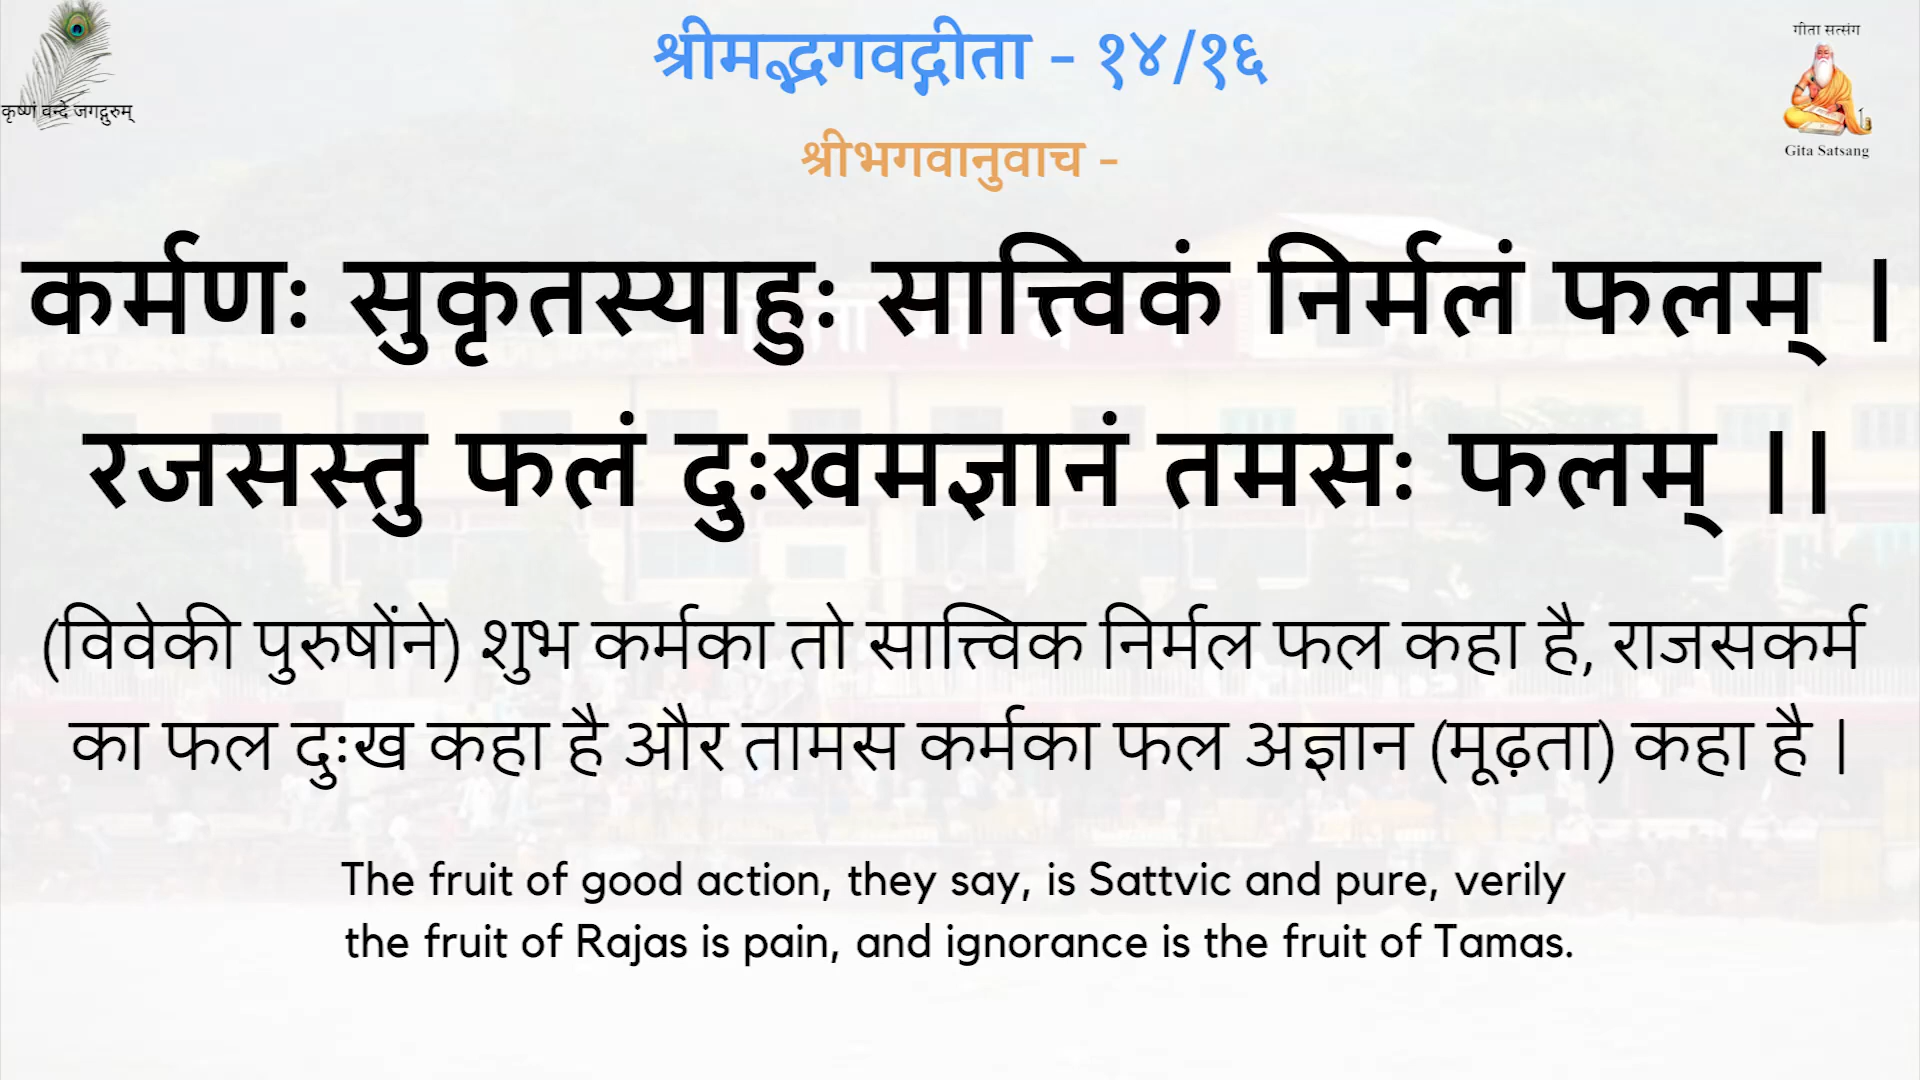 श्रीमद्भगवद्गीता - १४/१६
गीता सत्संग
कृष्णं वन्दे जगद्गुरुम्
Gita Satsang
श्रीभगवानुवाच -
कर्मणः सुकृतस्याहुः सात्त्विकं निर्मलं फलम् ।
रजसस्तु फलं दुःखमज्ञानं तमसः फलम् ।।
(विवेकी पुरुषोंने) शुभ कर्मका तो सात्त्विक निर्मल फल कहा है, राजसकर्म
का फल दुःख कहा है और तामस कर्मका फल अज्ञान (मूढ़ता) कहा है |
The fruit of good action, they say, is Sattvic and pure, verily
the fruit of Rajas is pain, and ignorance is the fruit of Tamas.